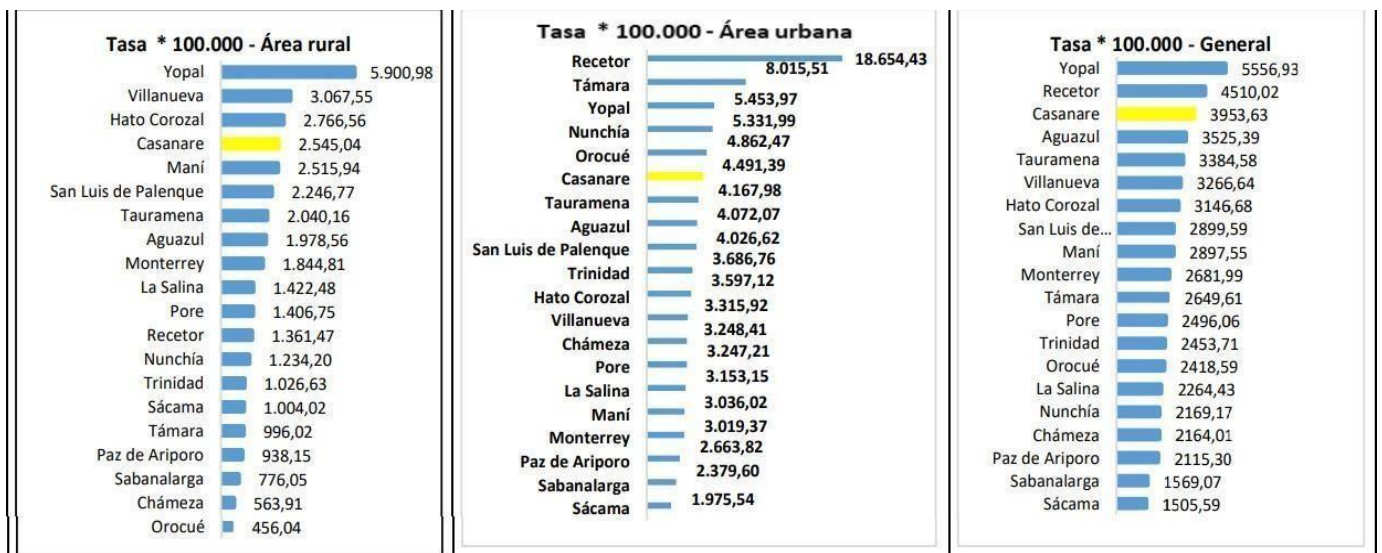 Tasa * 100.000 - Área rural
Yopal 5.900,98
Villanueva 3.067,55
Hato Corozal 2.766,56
Casanare 2.545,04
Maní 2.515,94
San Luis de Palenque 2.246,77
Tauramena 2.040,16
Aguazul 1.978,56
Monterrey 1.844,81
La Salina 1.422,48
Pore 1.406,75
Recetor 1.361,47
Nunchía 1.234,20
Trinidad 1.026,63
Sácama 1.004,02
Támara 996,02
Paz de Ariporo 938,15
Sabanalarga 776,05
Chámeza 563,91
Orocué 456,04
Tasa * 100.000 - Área urbana
Recetor 18.654,43
Támara 8.015,51
Yopal 5.453,97
Nunchía 5.331,99
Orocué 4.862,47
Casanare 4.491,39
Tauramena 4.167,98
Aguazul 4.072,07
San Luis de Palenque 4.026,62
Trinidad 3.686,76
Hato Corozal 3.597,12
Villanueva 3.315,92
Chámeza 3.248,41
Pore 3.247,21
La Salina 3.153,15
Maní 3.036,02
Monterrey 3.019,37
Paz de Ariporo 2.663,82
Sabanalarga 2.379,60
Sácama 1.975,54
Tasa * 100.000 - General
Yopal 5556,93
Recetor 4510,02
Casanare 3953,63
Aguazul 3525,39
Tauramena 3384,58
Villanueva 3266,64
Hato Corozal 3146,68
San Luis de... 2899,59
Maní 2897,55
Monterrey 2681,99
Támara 2649,61
Pore 2496,06
Trinidad 2453,71
Orocué 2418,59
La Salina 2264,43
Nunchía 2169,17
Chámeza 2164,01
Paz de Ariporo 2115,30
Sabanalarga 1569,07
Sácama 1505,59